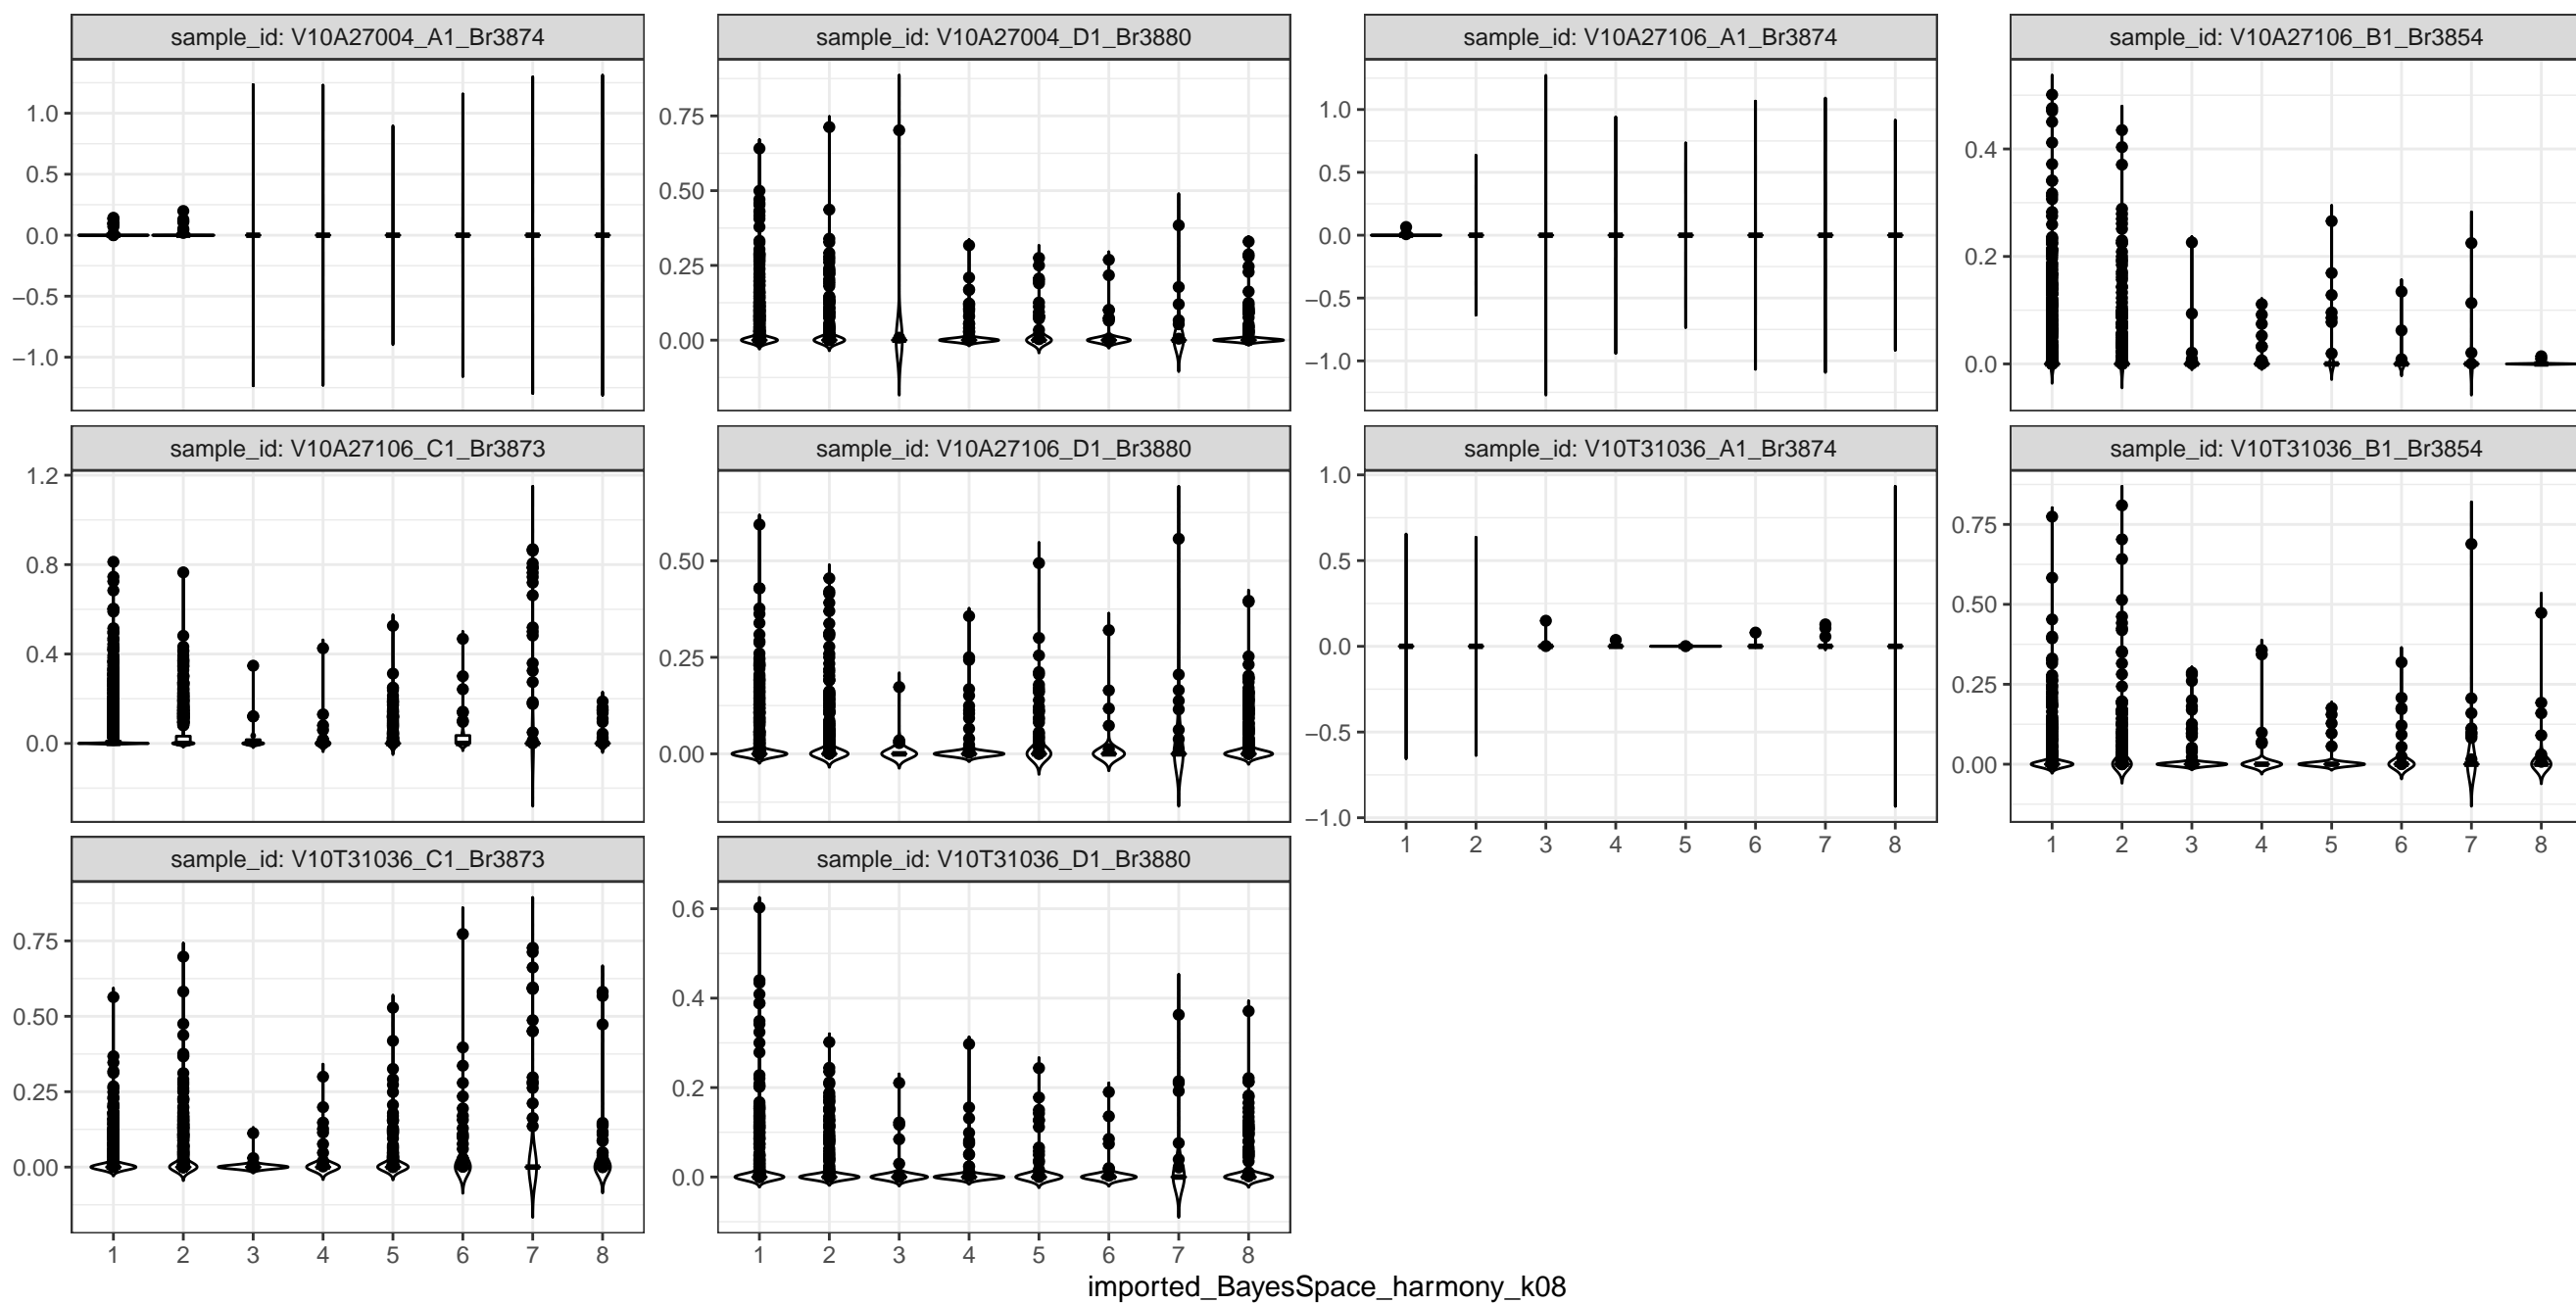 sample_id: V10A27004_A1_Br3874
sample_id: V10A27004_D1_Br3880
sample_id: V10A27106_A1_Br3874
sample_id: V10A27106_B1_Br3854
1.0
0.5
0.0
−0.5
−1.0
0.75
0.50
0.25
0.00
1.0
0.5
0.0
−0.5
−1.0
0.4
0.2
0.0
sample_id: V10A27106_C1_Br3873
sample_id: V10A27106_D1_Br3880
sample_id: V10T31036_A1_Br3874
sample_id: V10T31036_B1_Br3854
1.2
0.8
0.4
0.0
0.50
0.25
0.00
1.0
0.5
0.0
−0.5
−1.0
0.75
0.50
0.25
0.00
1 2 3 4 5 6 7 8
1 2 3 4 5 6 7 8
sample_id: V10T31036_C1_Br3873
sample_id: V10T31036_D1_Br3880
0.75
0.50
0.25
0.00
0.6
0.4
0.2
0.0
1 2 3 4 5 6 7 8
1 2 3 4 5 6 7 8
imported_BayesSpace_harmony_k08